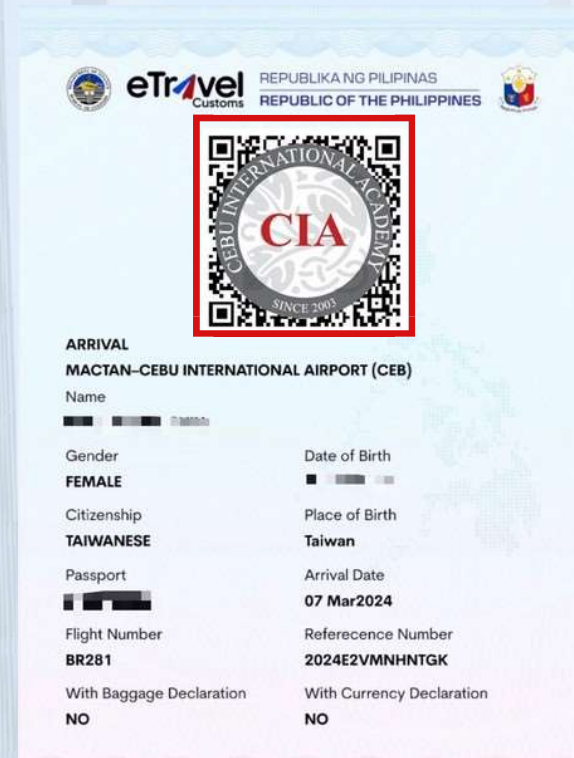 eTravel
Customs
REPUBLIKA NG PILIPINAS
REPUBLIC OF THE PHILIPPINES
CEBU INTERNATIONAL ACADEMY
CIA
SINCE 2003
ARRIVAL
MACTAN–CEBU INTERNATIONAL AIRPORT (CEB)
Name
Gender Date of Birth
FEMALE
Citizenship Place of Birth
TAIWANESE Taiwan
Passport Arrival Date
07 Mar2024
Flight Number Referecence Number
BR281 2024E2VMNHNTGK
With Baggage Declaration With Currency Declaration
NO NO